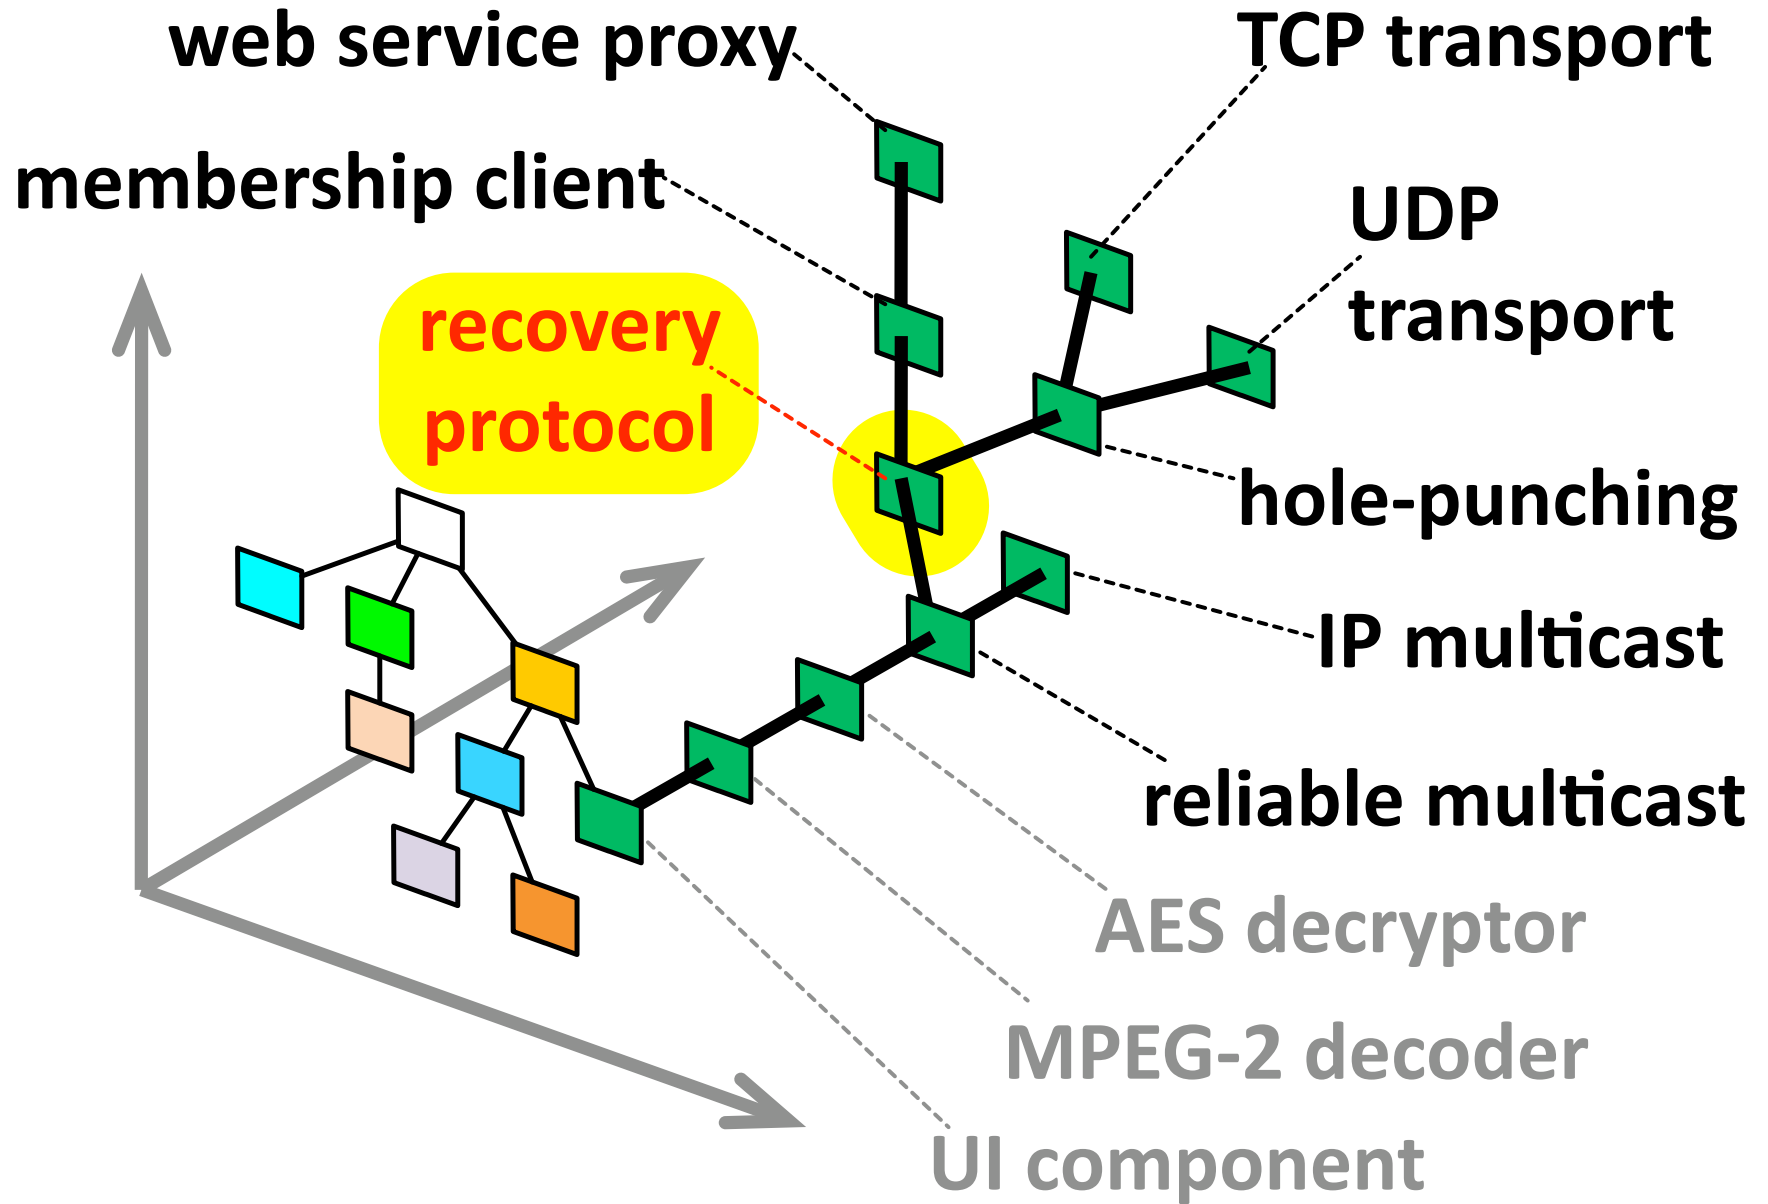 web service proxy
TCP transport
membership client
UDP
transport
recovery
protocol
hole-punching
IP multicast
reliable multicast
AES decryptor
MPEG-2 decoder
UI component